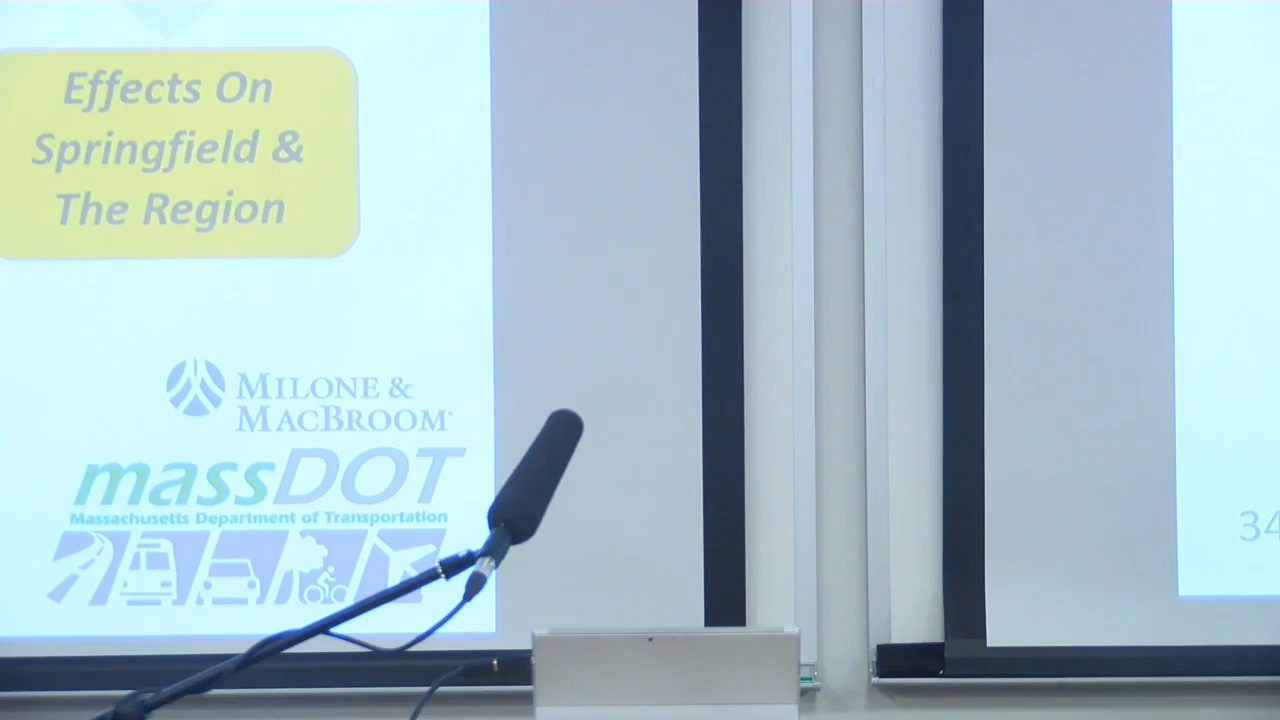 Effects On
Springfield &
The Region
MILONE &
MACBROOM®
massDOT
Massachusetts Department of Transportation
34